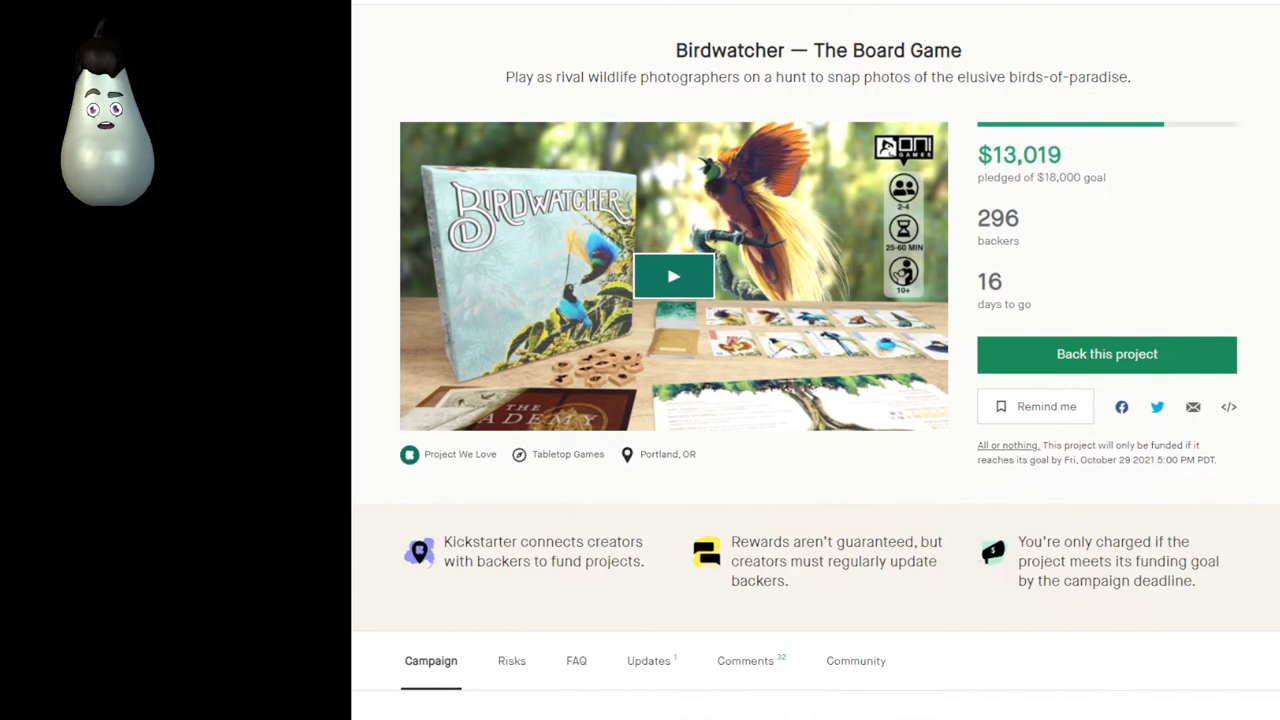 Birdwatcher — The Board Game
Play as rival wildlife photographers on a hunt to snap photos of the elusive birds-of-paradise.
BIRDWATCHER
ONI
GAMES
2-4
25-60 MIN
10+
THE
ACADEMY
$13,019
pledged of $18,000 goal
296
backers
16
days to go
Back this project
Remind me
All or nothing. This project will only be funded if it
reaches its goal by Fri, October 29 2021 5:00 PM PDT.
Project We Love
Tabletop Games
Portland, OR
Kickstarter connects creators
with backers to fund projects.
Rewards aren't guaranteed, but
creators must regularly update
backers.
You're only charged if the
project meets its funding goal
by the campaign deadline.
Campaign
Risks
FAQ
Updates 1
Comments 32
Community